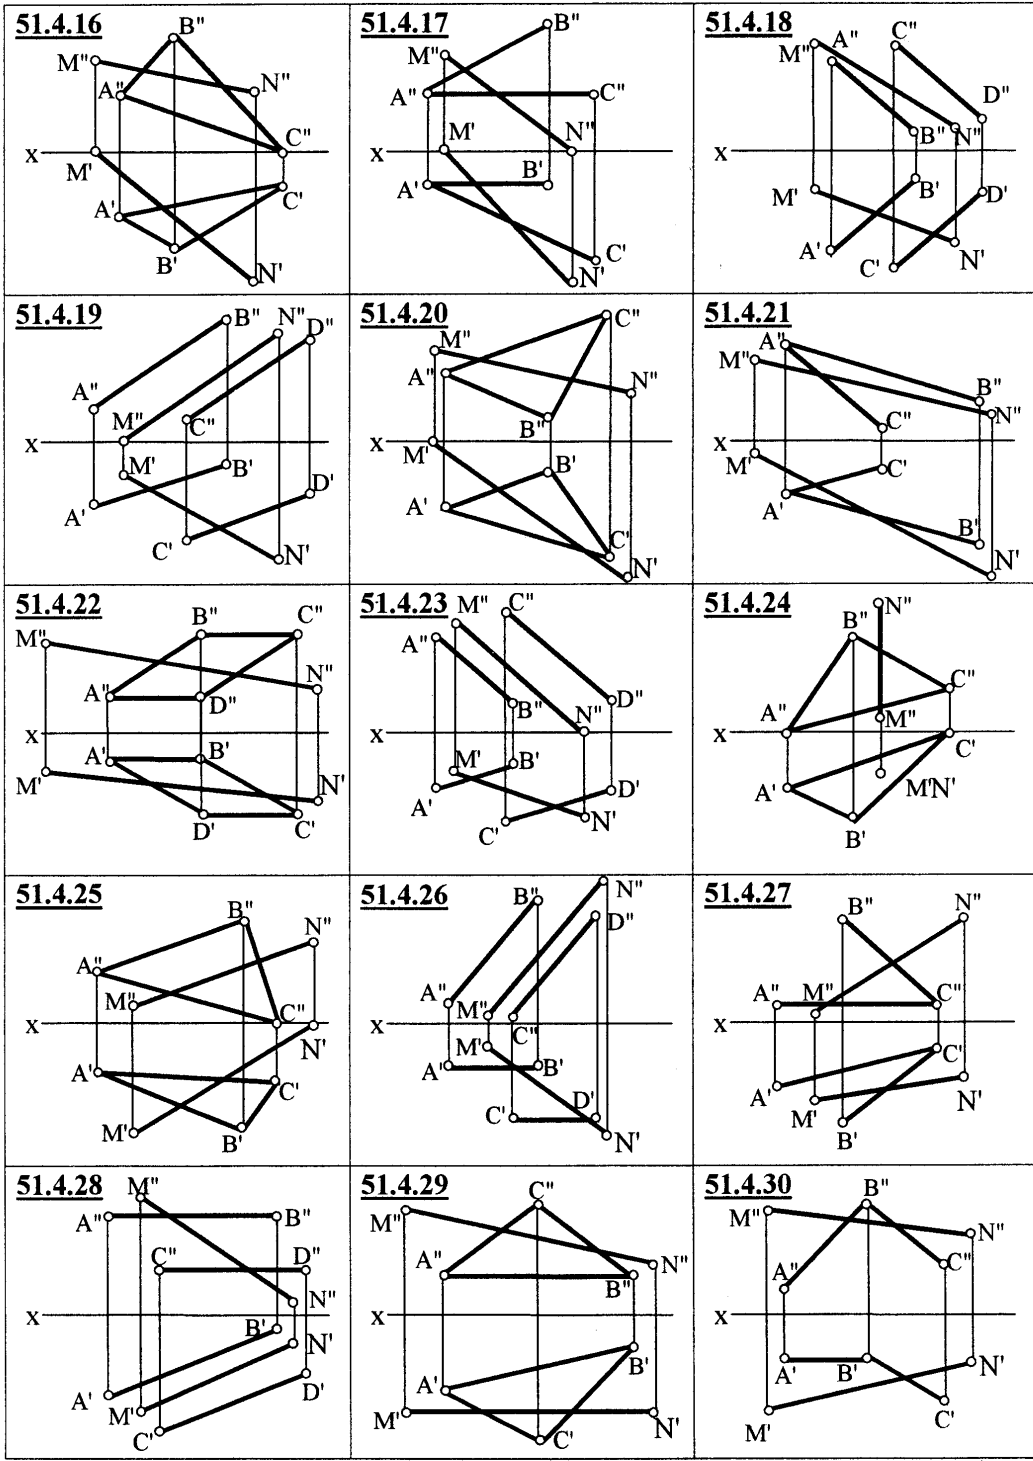 51.4.16
B"
M"
N"
A"
C"
x
M'
C'
A'
B'
N'
51.4.17
B"
M"
A"
C"
M'
N"
x
B'
A'
C'
N'
51.4.18
C"
M"
A"
D"
B"
N"
x
M'
B'
D'
A'
C'
N'
51.4.19
B"
N"
D"
A"
M"
C"
x
M'
B'
D'
A'
C'
N'
51.4.20
C"
M"
A"
N"
B"
x
M'
B'
A'
C'
N'
51.4.21
A"
M"
B"
N"
C"
x
M'
C'
A'
B'
N'
51.4.22
B"
C"
M"
N"
A"
D"
x
A'
B'
M'
N'
D'
C'
51.4.23
M"
C"
A"
B"
D"
N"
x
M'
B'
A'
D'
C'
N'
51.4.24
N"
B"
C"
A"
M"
x
C'
A'
M'N'
B'
51.4.25
B"
N"
A"
M"
C"
x
N'
A'
C'
M'
B'
51.4.26
B"
N"
D"
A"
M"
C"
x
M'
A'
B'
C'
D'
N'
51.4.27
B"
N"
A"
M"
C"
x
C'
A'
M'
N'
B'
51.4.28
M"
A"
B"
C"
D"
N"
x
B'
N'
A'
M'
D'
C'
51.4.29
C"
M"
A"
N"
B"
x
B'
A'
M'
N'
C'
51.4.30
B"
M"
N"
A"
C"
x
A'
B'
N'
C'
M'